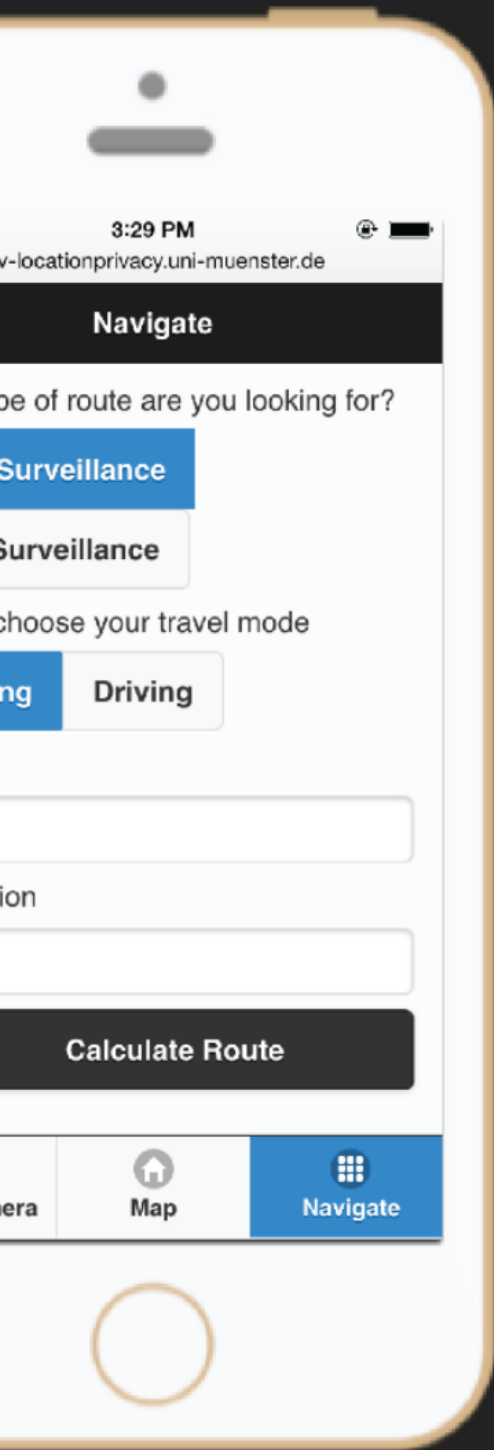 3:29 PM
v-locationprivacy.uni-muenster.de
Navigate
pe of route are you looking for?
Surveillance
Surveillance
choose your travel mode
ng Driving
ion
Calculate Route
era Map Navigate